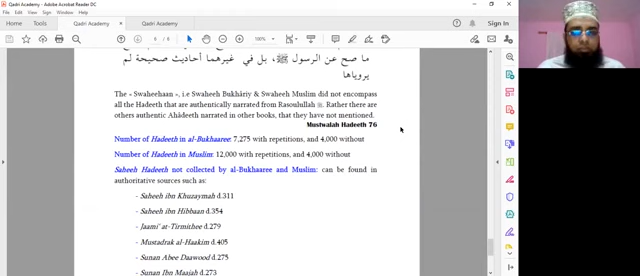 Qadri Academy - Adobe Acrobat Reader DC
File Edit View Sign Window Help
Home Tools Qadri Academy × Qadri Academy Sign In
6 / 6 100%
ما صح عن الرسول ﷺ، بل في غيرهما أحاديث صحيحة لم
يروياها
The « Swaheehaan », i.e Swaheeh Bukhāriy & Swaheeh Muslim did not encompass
all the Hadeeth that are authentically narrated from Rasoulullah ﷺ. Rather there are
others authentic Ahādeeth narrated in other books, that they have not mentioned.
Mustwalah Hadeeth 76
Number of Hadeeth in al-Bukhaaree: 7,275 with repetitions, and 4,000 without
Number of Hadeeth in Muslim: 12,000 with repetitions, and 4,000 without
Saheeh Hadeeth not collected by al-Bukhaaree and Muslim: can be found in
authoritative sources such as:
- Saheeh ibn Khuzaymah d.311
- Saheeh ibn Hibbaan d.354
- Jaami' at-Tirmithee d.279
- Mustadrak al-Haakim d.405
- Sunan Abee Daawood d.275
- Sunan Ibn Maajah d.273